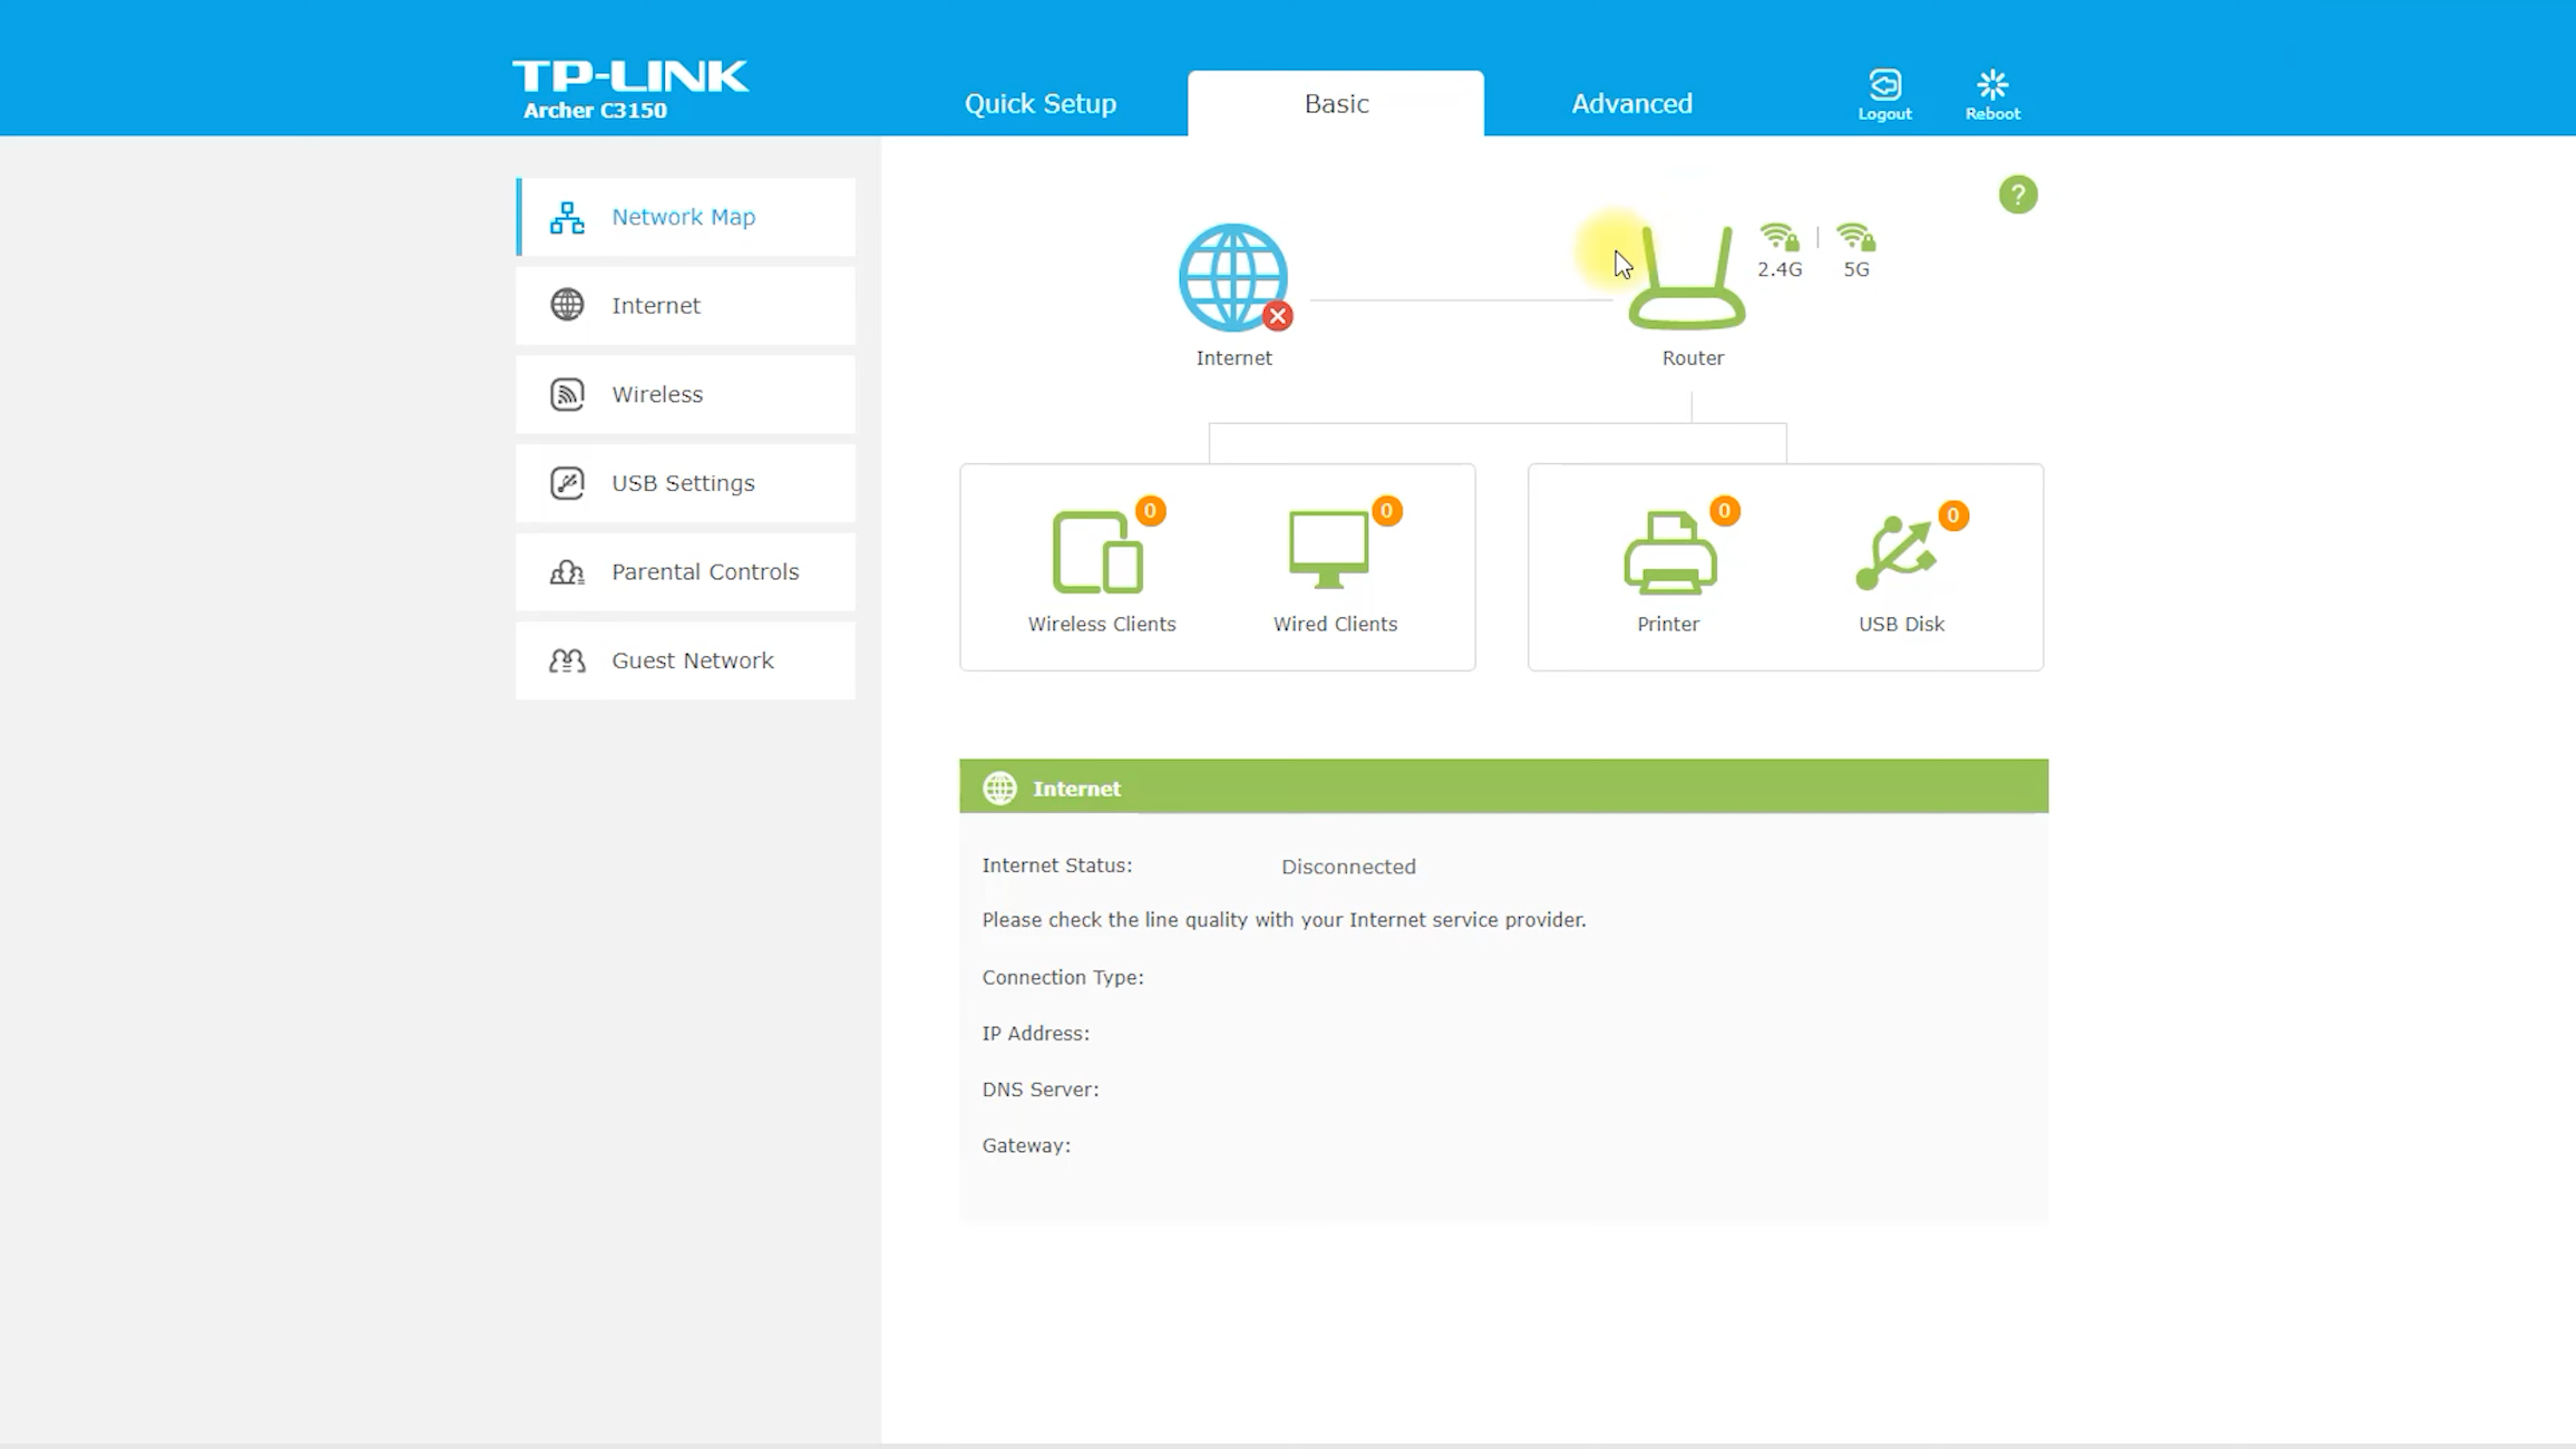 TP-LINK
Archer C3150
Quick Setup
Basic
Advanced
Logout
Reboot
Network Map
Internet
Wireless
USB Settings
Parental Controls
Guest Network
?
2.4G | 5G
Internet
Router
0
0
0
0
Wireless Clients
Wired Clients
Printer
USB Disk
Internet
Internet Status: Disconnected
Please check the line quality with your Internet service provider.
Connection Type:
IP Address:
DNS Server:
Gateway: